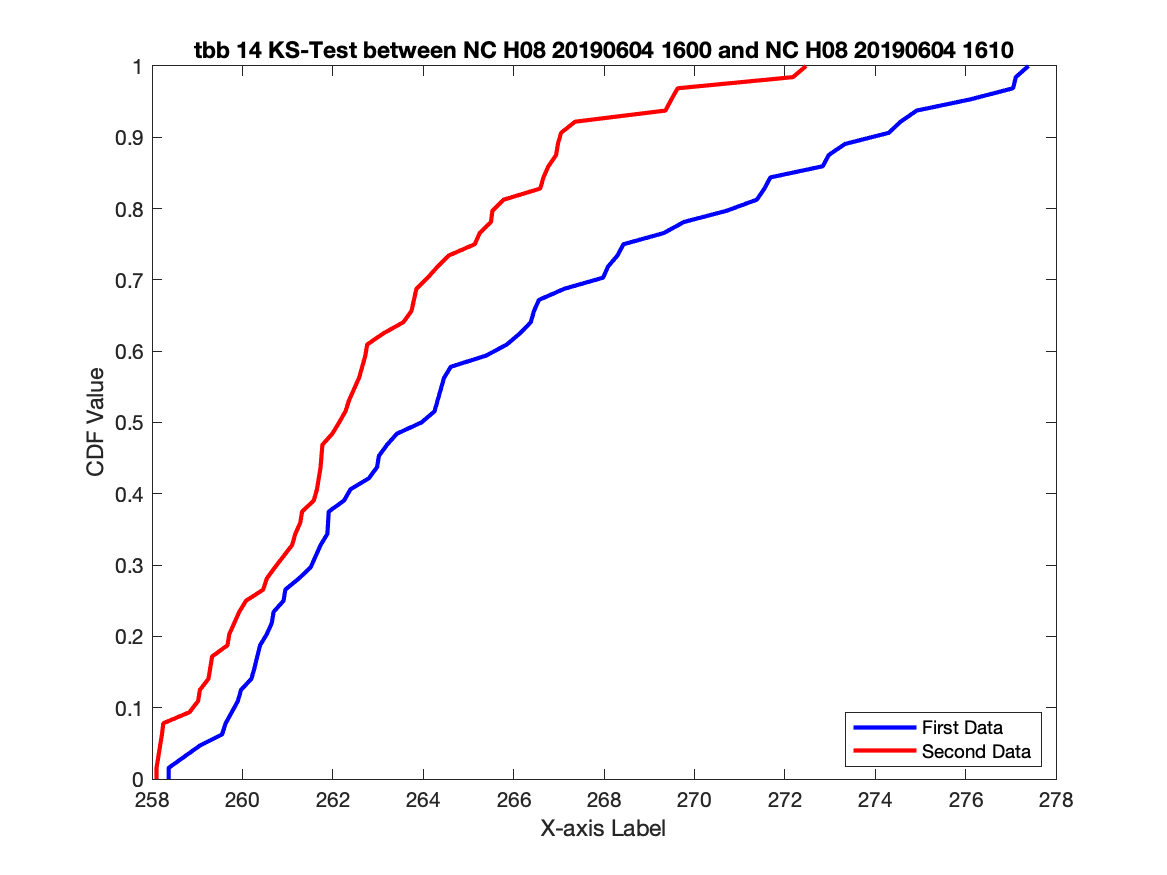 tbb 14 KS-Test between NC H08 20190604 1600 and NC H08 20190604 1610
1
0.9
0.8
0.7
0.6
0.5
0.4
0.3
0.2
0.1
0
CDF Value
First Data
Second Data
258 260 262 264 266 268 270 272 274 276 278
X-axis Label